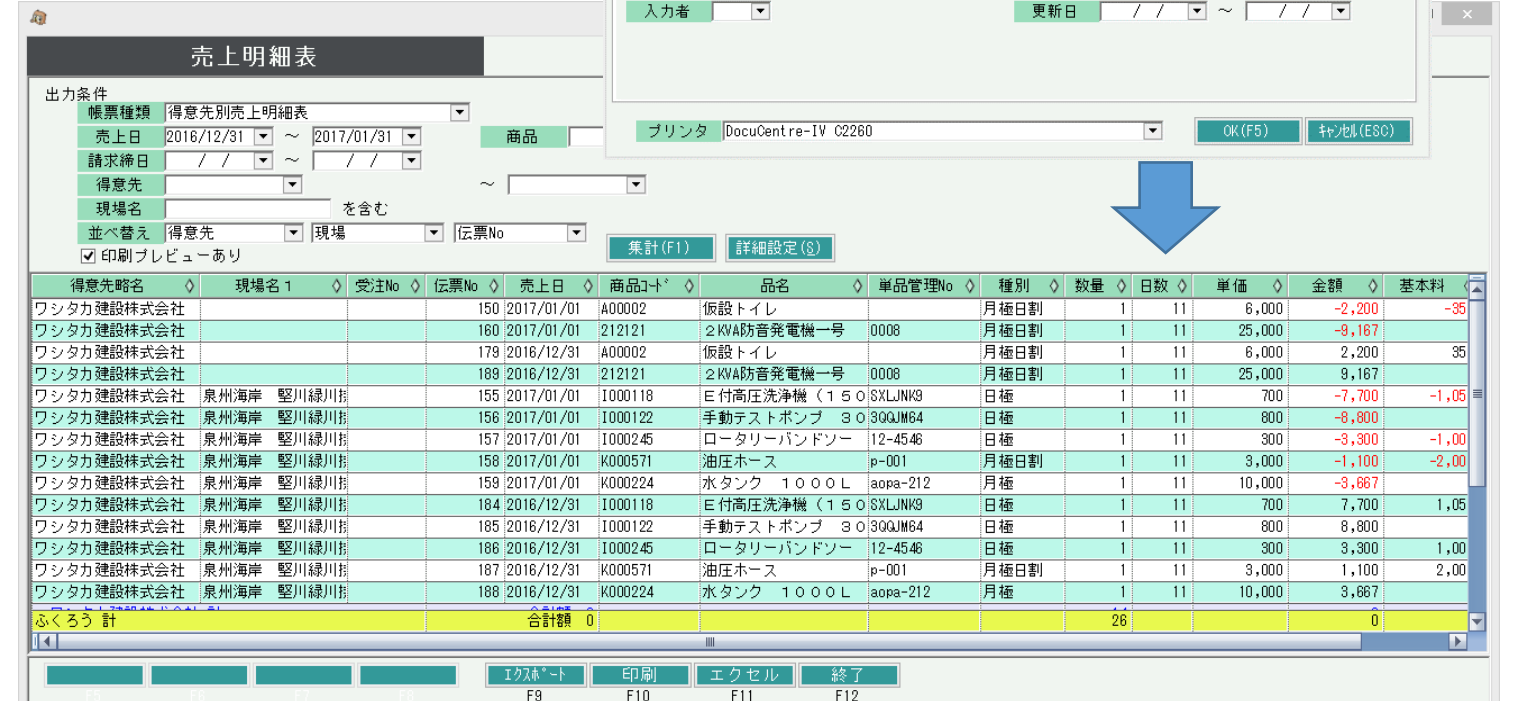 入力者 更新日 / / ～ / /
売上明細表
出力条件
帳票種類 得意先別売上明細表
売上日 2016/12/31 ～ 2017/01/31 商品
プリンタ DocuCentre-IV C2260 OK(F5) ｷｬﾝｾﾙ(ESC)
請求締日 / / ～ / /
得意先 ～
現場名 を含む
並べ替え 得意先 現場 伝票No
集計(F1) 詳細設定(S)
印刷プレビューあり
得意先略名 現場名１ 受注No 伝票No 売上日 商品ｺｰﾄﾞ 品名 単品管理No 種別 数量 日数 単価 金額 基本料
ワシタカ建設株式会社 150 2017/01/01 A00002 仮設トイレ 月極日割 1 11 6,000 -2,200 -35
ワシタカ建設株式会社 160 2017/01/01 212121 ２KVA防音発電機一号 0008 月極日割 1 11 25,000 -9,167
ワシタカ建設株式会社 179 2016/12/31 A00002 仮設トイレ 月極日割 1 11 6,000 2,200 35
ワシタカ建設株式会社 189 2016/12/31 212121 ２KVA防音発電機一号 0008 月極日割 1 11 25,000 9,167
ワシタカ建設株式会社 泉州海岸 堅川緑川 155 2017/01/01 I000118 Ｅ付高圧洗浄機（１５０ SXLJNK9 日極 1 11 700 -7,700 -1,05
ワシタカ建設株式会社 泉州海岸 堅川緑川 156 2017/01/01 I000122 手動テストポンプ ３０ 3QQJM64 日極 1 11 800 -8,800
ワシタカ建設株式会社 泉州海岸 堅川緑川 157 2017/01/01 I000245 ロータリーバンドソー 12-4546 日極 1 11 300 -3,300 -1,00
ワシタカ建設株式会社 泉州海岸 堅川緑川 158 2017/01/01 K000571 油圧ホース p-001 月極日割 1 11 3,000 -1,100 -2,00
ワシタカ建設株式会社 泉州海岸 堅川緑川 159 2017/01/01 K000224 水タンク １０００Ｌ aopa-212 月極 1 11 10,000 -3,667
ワシタカ建設株式会社 泉州海岸 堅川緑川 184 2016/12/31 I000118 Ｅ付高圧洗浄機（１５０ SXLJNK9 日極 1 11 700 7,700 1,05
ワシタカ建設株式会社 泉州海岸 堅川緑川 185 2016/12/31 I000122 手動テストポンプ ３０ 3QQJM64 日極 1 11 800 8,800
ワシタカ建設株式会社 泉州海岸 堅川緑川 186 2016/12/31 I000245 ロータリーバンドソー 12-4546 日極 1 11 300 3,300 1,00
ワシタカ建設株式会社 泉州海岸 堅川緑川 187 2016/12/31 K000571 油圧ホース p-001 月極日割 1 11 3,000 1,100 2,00
ワシタカ建設株式会社 泉州海岸 堅川緑川 188 2016/12/31 K000224 水タンク １０００Ｌ aopa-212 月極 1 11 10,000 3,667
ふくろう 計 合計額 0 26 0
ｴｸｽﾎﾟｰﾄ 印刷 エクセル 終了
F5 F6 F7 F8 F9 F10 F11 F12